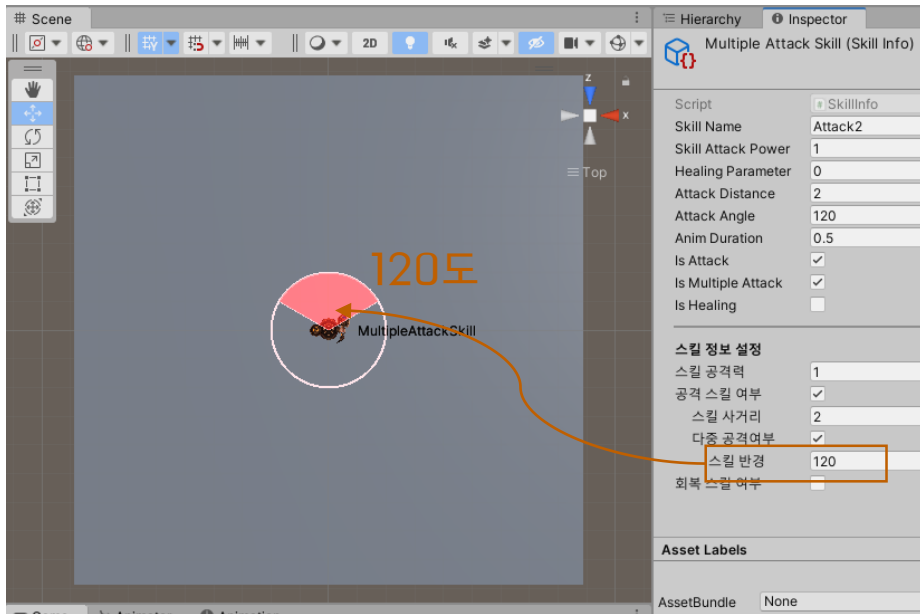 Scene
Hierarchy
Inspector
2D
Multiple Attack Skill (Skill Info)
z
x
Top
Script
SkillInfo
Skill Name
Attack2
Skill Attack Power
1
Healing Parameter
0
Attack Distance
2
Attack Angle
120
Anim Duration
0.5
Is Attack
Is Multiple Attack
Is Healing
120도
MultipleAttackSkill
스킬 정보 설정
스킬 공격력
1
공격 스킬 여부
스킬 사거리
2
다중 공격여부
스킬 반경
120
회복 스킬 여부
Asset Labels
AssetBundle
None